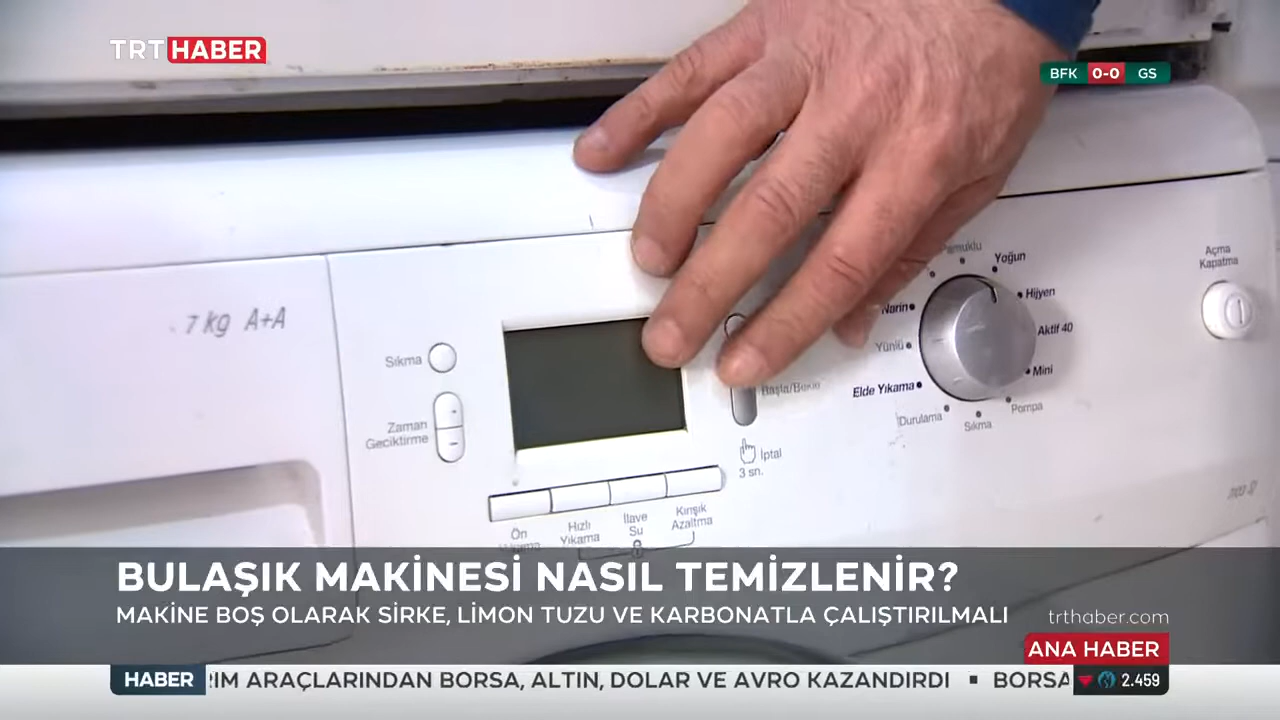 TRT HABER
BFK 0-0 GS
7 kg A+A
Sıkma
Zaman
Geciktirme
Hızlı
Yıkama
İlave
Su
Kırışık
Azaltma
Ön
Başla/Bekle
İptal
3 sn.
Pamuklu
Yoğun
Hijyen
Aktif 40
Mini
Pompa
Sıkma
Durulama
Elde Yıkama
Yünlü
Narin
Açma
Kapatma
BULAŞIK MAKİNESİ NASIL TEMİZLENİR?
MAKİNE BOŞ OLARAK SİRKE, LİMON TUZU VE KARBONATLA ÇALIŞTIRILMALI
trthaber.com
ANA HABER
HABER
RIM ARAÇLARINDAN BORSA, ALTIN, DOLAR VE AVRO KAZANDIRDI ▪ BORSA
2.459